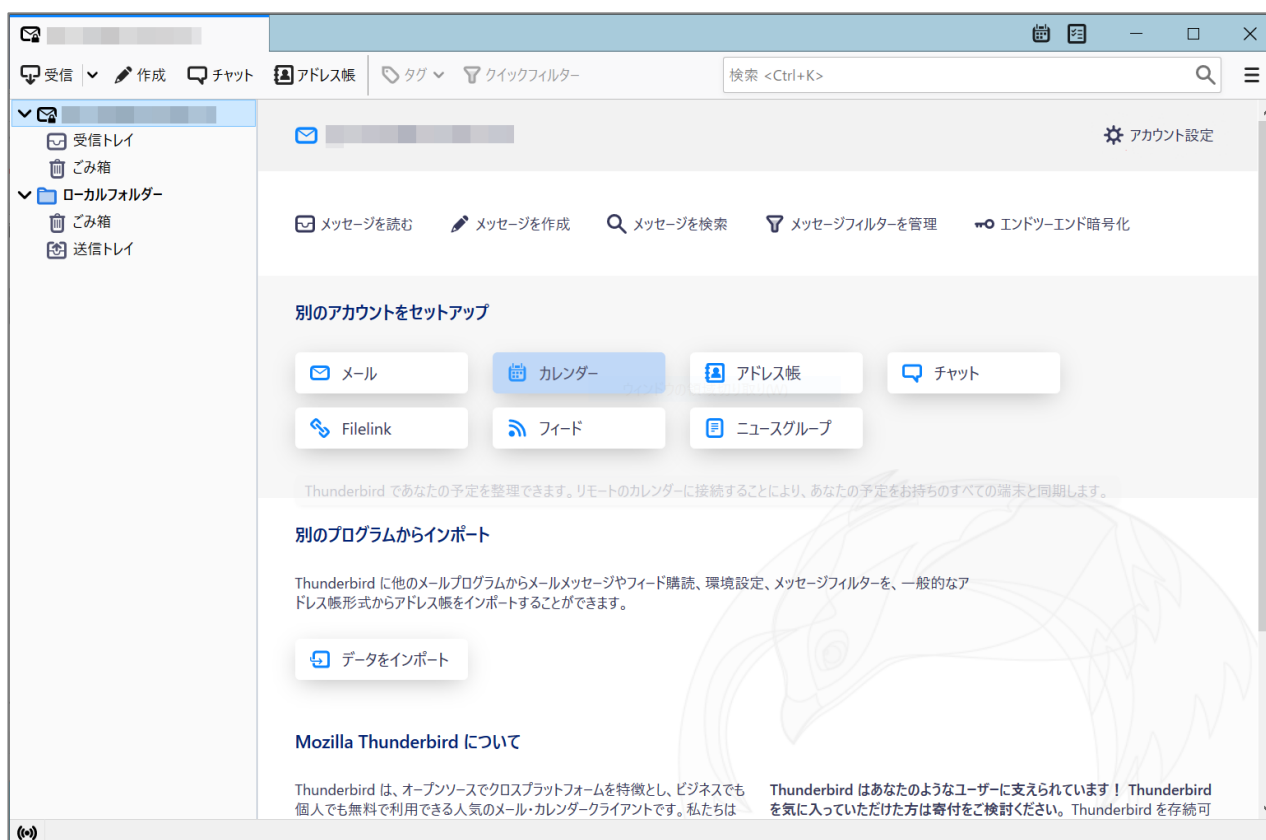 受信 作成 チャット アドレス帳 タグ クイックフィルター 検索 <Ctrl+K>
受信トレイ
ごみ箱
ローカルフォルダー
ごみ箱
送信トレイ
アカウント設定
メッセージを読む メッセージを作成 メッセージを検索 メッセージフィルターを管理 エンドツーエンド暗号化
別のアカウントをセットアップ
メール カレンダー アドレス帳 チャット
Filelink フィード ニュースグループ
Thunderbird であなたの予定を整理できます。リモートのカレンダーに接続することにより、あなたの予定をお持ちのすべての端末と同期します。
別のプログラムからインポート
Thunderbird に他のメールプログラムからメールメッセージやフィード購読、環境設定、メッセージフィルターを、一般的なア
ドレス帳形式からアドレス帳をインポートすることができます。
データをインポート
Mozilla Thunderbird について
Thunderbird は、オープンソースでクロスプラットフォームを特徴とし、ビジネスでも
個人でも無料で利用できる人気のメール・カレンダークライアントです。私たちは
Thunderbird はあなたのようなユーザーに支えられています！ Thunderbird
を気に入っていただけた方は寄付をご検討ください。Thunderbird を存続可